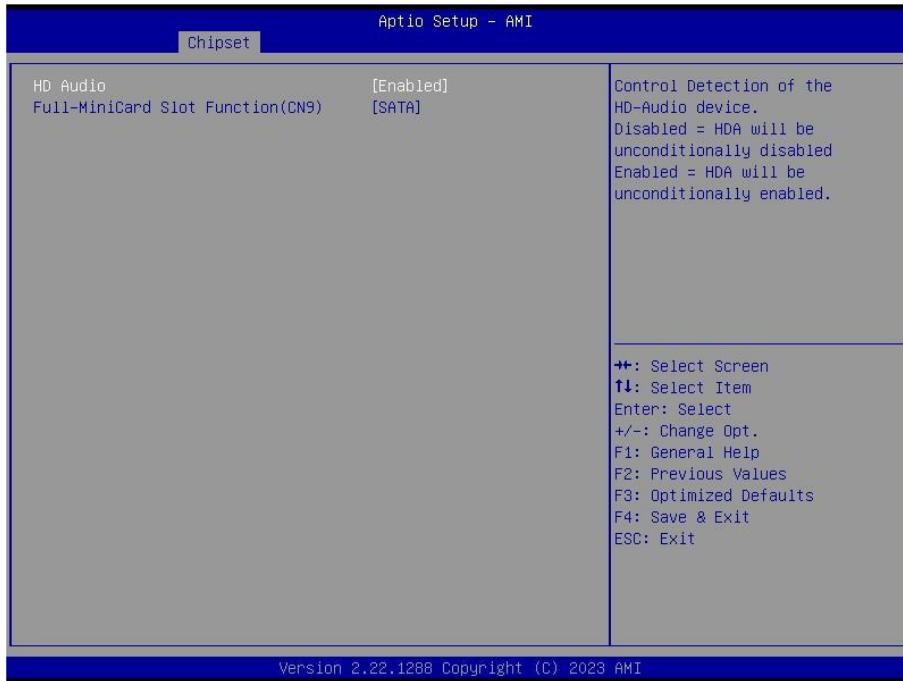 Aptio Setup - AMI
Chipset
HD Audio [Enabled]
Full-MiniCard Slot Function(CN9) [SATA]
Control Detection of the
HD-Audio device.
Disabled = HDA will be
unconditionally disabled
Enabled = HDA will be
unconditionally enabled.
→←: Select Screen
↑↓: Select Item
Enter: Select
+/-: Change Opt.
F1: General Help
F2: Previous Values
F3: Optimized Defaults
F4: Save & Exit
ESC: Exit
Version 2.22.1288 Copyright (C) 2023 AMI